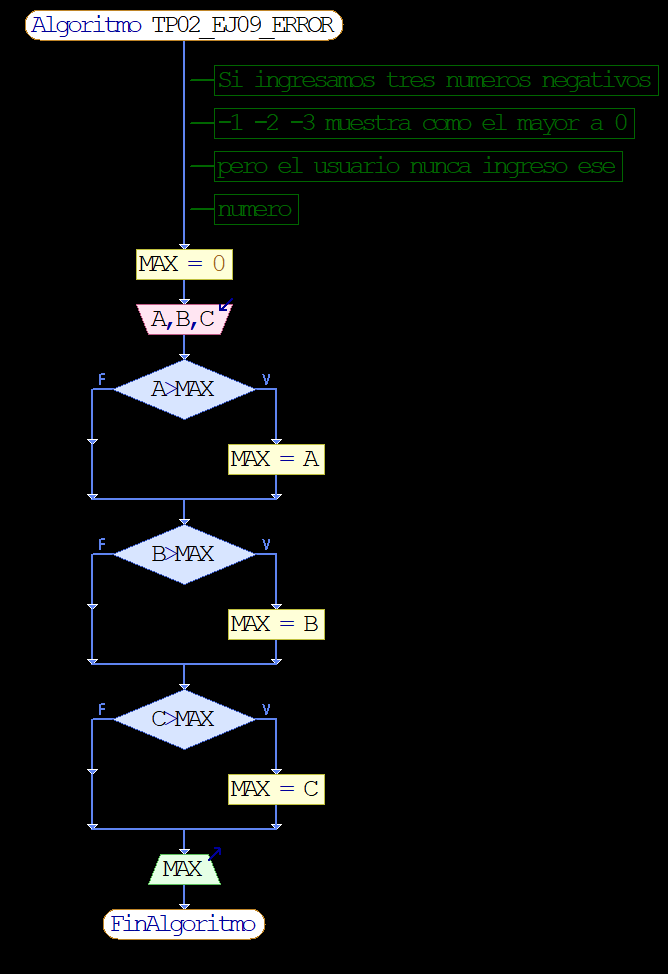 Algoritmo TP02_EJ09_ERROR
Si ingresamos tres numeros negativos
-1 -2 -3 muestra como el mayor a 0
pero el usuario nunca ingreso ese
numero
MAX = 0
A,B,C
F
A>MAX
V
MAX = A
F
B>MAX
V
MAX = B
F
C>MAX
V
MAX = C
MAX
FinAlgoritmo